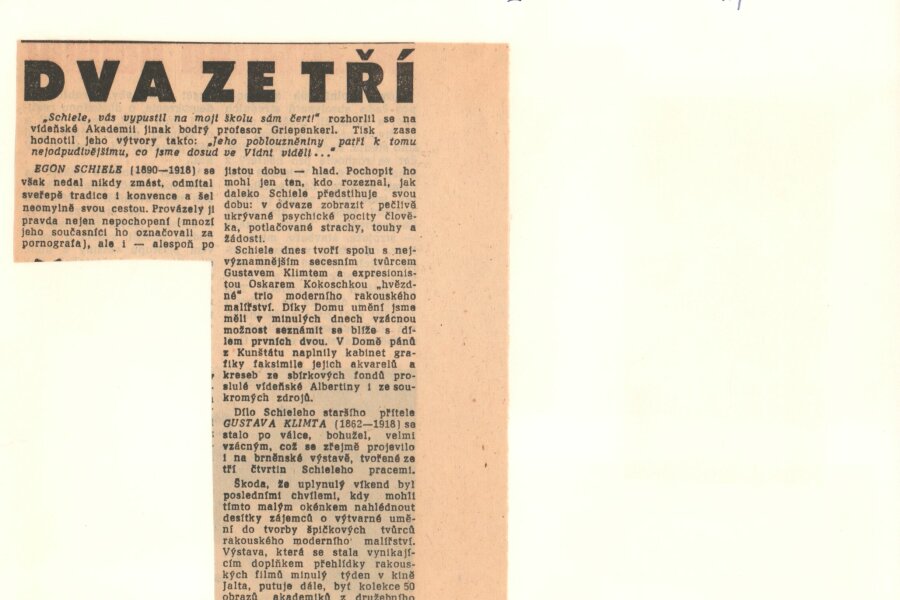 DVA ZE TŘÍ
„Schiele, vás vypustil na moji školu sám čert!“ rozhorlil se na
vídeňské Akademii jinak bodrý profesor Griepenkerl. Tisk zase
hodnotil jeho výtvory takto: „Jeho poblouzněniny patří k tomu
nejodpudivějšímu, co jsme dosud ve Vídni viděli...“
EGON SCHIELE (1890—1918) se
však nedal nikdy zmást, odmítal
sveřepě tradice i konvence a šel
neomylně svou cestou. Provázely ji
pravda nejen nepochopení (mnozí
jeho současníci ho označovali za
pornografa), ale i — alespoň po
jistou dobu — hlad. Pochopit ho
mohl jen ten, kdo rozeznal, jak
daleko Schiele předstihuje svou
dobu: v odvaze zobrazit pečlivě
ukrývané psychické pocity člově-
ka, potlačované strachy, touhy a
žádosti.
Schiele dnes tvoří spolu s nej-
významnějším secesním tvůrcem
Gustavem Klimtem a expresionis-
tou Oskarem Kokoschkou „hvězd-
né“ trio moderního rakouského
malířství. Díky Domu umění jsme
měli v minulých dnech vzácnou
možnost seznámit se blíže s dí-
lem prvních dvou. V Domě pánů
z Kunštátu naplnily kabinet gra-
fiky faksimile jejich akvarelů a
kreseb ze sbírkových fondů pro-
slulé vídeňské Albertiny i ze sou-
kromých zdrojů.
Dílo Schieleho staršího přítele
GUSTAVA KLIMTA (1862—1918) se
stalo po válce, bohužel, velmi
vzácným, což se zřejmě projevilo
i na brněnské výstavě, tvořené ze
tří čtvrtin Schieleho pracemi.
Škoda, že uplynulý víkend byl
posledními chvílemi, kdy mohli
tímto malým okénkem nahlédnout
desítky zájemců o výtvarné umě-
ní do tvorby špičkových tvůrců
rakouského moderního malířství.
Výstava, která se stala vynikají-
cím doplňkem přehlídky rakous-
kých filmů minulý týden v kině
Jalta, putuje dále, byť kolekce 50
obrazů akademiků z družebního